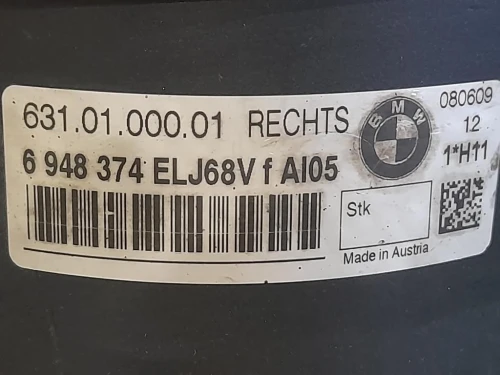 631.01.000.01 RECHTS BMW 080609
12
6 948 374 ELJ68V f AI05 1*H11
Stk
Made in Austria